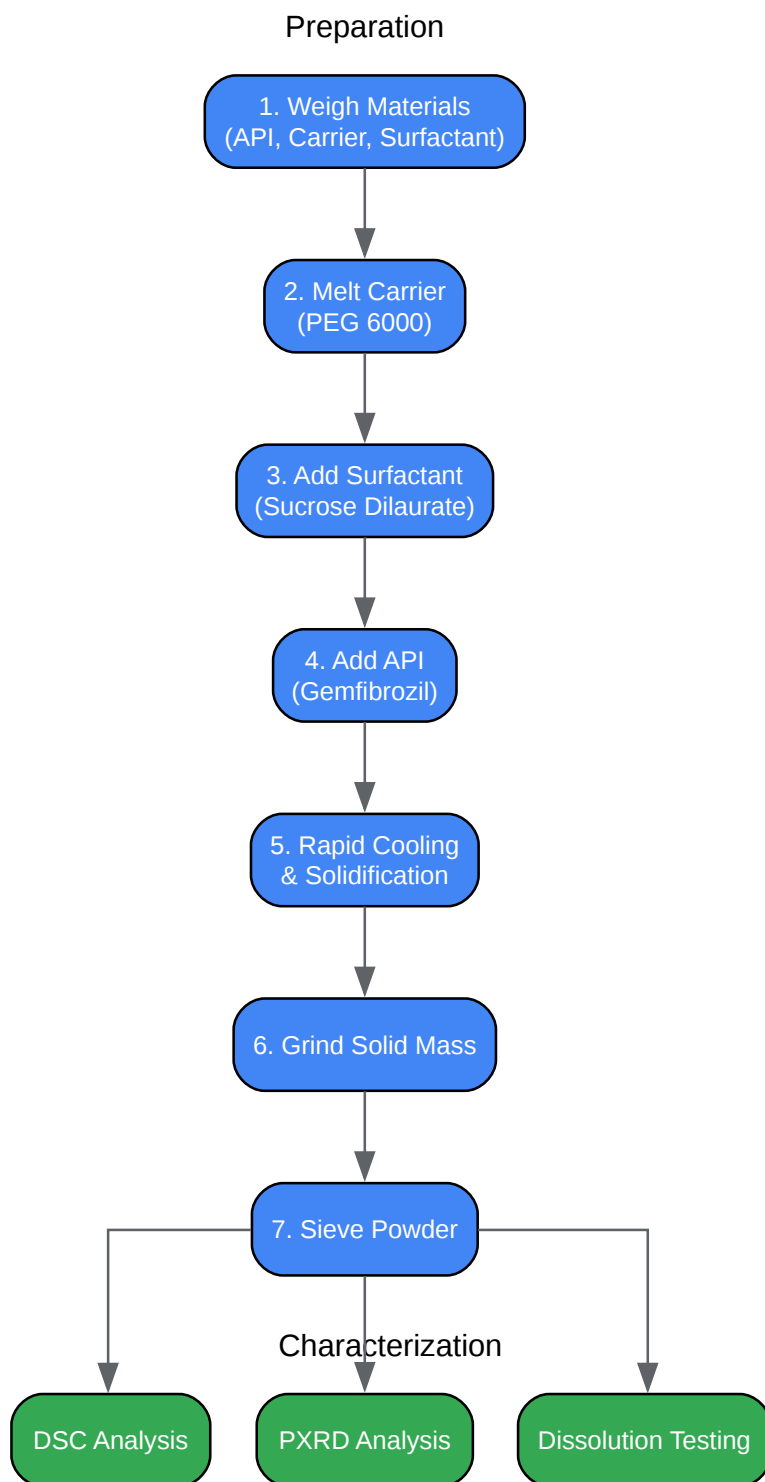 Preparation
1. Weigh Materials
(API, Carrier, Surfactant)
2. Melt Carrier
(PEG 6000)
3. Add Surfactant
(Sucrose Dilaurate)
4. Add API
(Gemfibrozil)
5. Rapid Cooling
& Solidification
6. Grind Solid Mass
7. Sieve Powder
Characterization
DSC Analysis
PXRD Analysis
Dissolution Testing